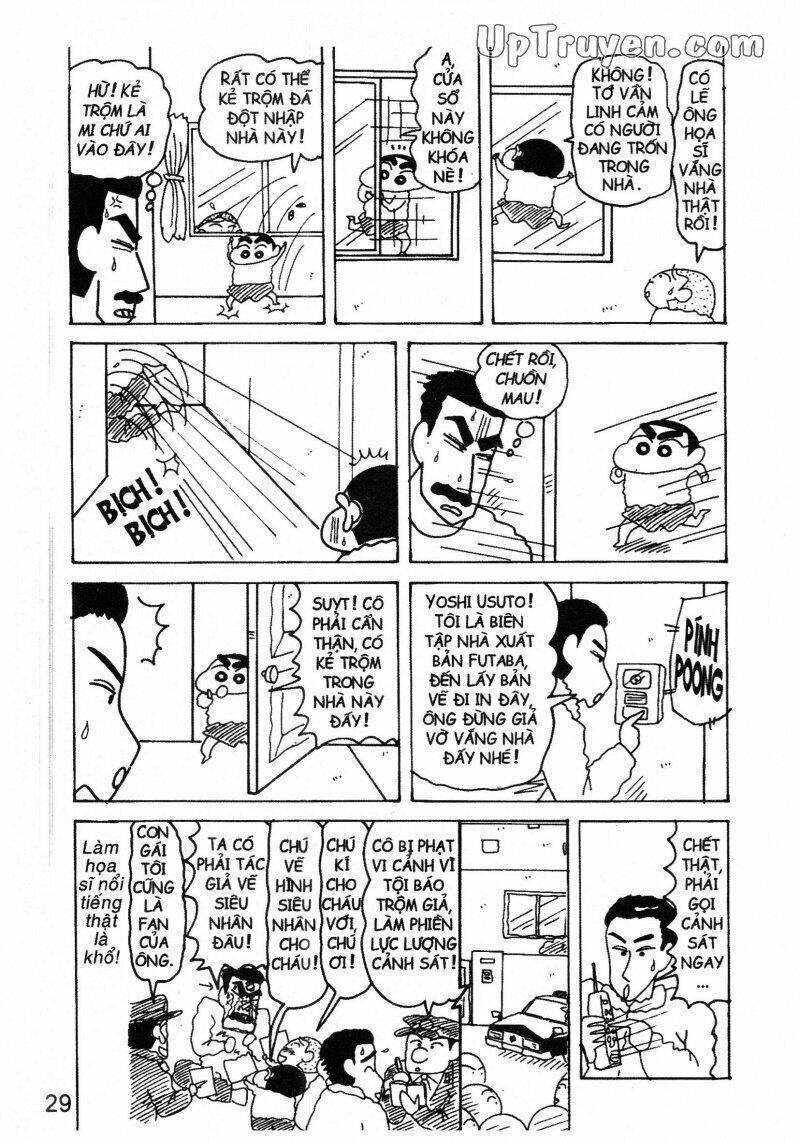 UpTruyen.com
CÓ
LẼ
ÔNG
HỌA
SĨ
VẮNG
NHÀ
THẬT
RỒI!
KHÔNG!
TỚ VẪN
LINH CẢM
CÓ NGƯỜI
ĐANG TRỐN
TRONG
NHÀ.
A,
CỬA
SỔ
NÀY
KHÔNG
KHÓA
NÈ!
RẤT CÓ THỂ
KẺ TRỘM ĐÃ
ĐỘT NHẬP
NHÀ NÀY!
HỪ! KẺ
TRỘM LÀ
MI CHỨ AI
VÀO ĐÂY!
CHẾT RỒI,
CHUỒN
MAU!
BỊCH!
BỊCH!
PÍNH
POONG
YOSHI USUTO!
TÔI LÀ BIÊN
TẬP NHÀ XUẤT
BẢN FUTABA,
ĐẾN LẤY BẢN
VẼ ĐI IN ĐÂY,
ÔNG ĐỪNG GIẢ
VỜ VẮNG NHÀ
ĐẤY NHÉ!
SUYT! CÔ
PHẢI CẨN
THẬN, CÓ
KẺ TRỘM
TRONG
NHÀ NÀY
ĐẤY!
CHẾT
THẬT,
PHẢI
GỌI
CẢNH
SÁT
NGAY
...
CÔ BỊ PHẠT
VI CẢNH VÌ
TỘI BÁO
TRỘM GIẢ,
LÀM PHIỀN
LỰC LƯỢNG
CẢNH SÁT!
CHÚ
KÍ
CHO
CHÁU
VỚI,
CHÚ
ƠI!
CHÚ
VẼ
HÌNH
SIÊU
NHÂN
CHO
CHÁU!
TA CÓ
PHẢI TÁC
GIẢ VẼ
SIÊU
NHÂN
ĐÂU!
CON
GÁI
TÔI
CŨNG
LÀ
FAN
CỦA
ÔNG.
Làm
họa
sĩ nổi
tiếng
thật
là
khổ!
29